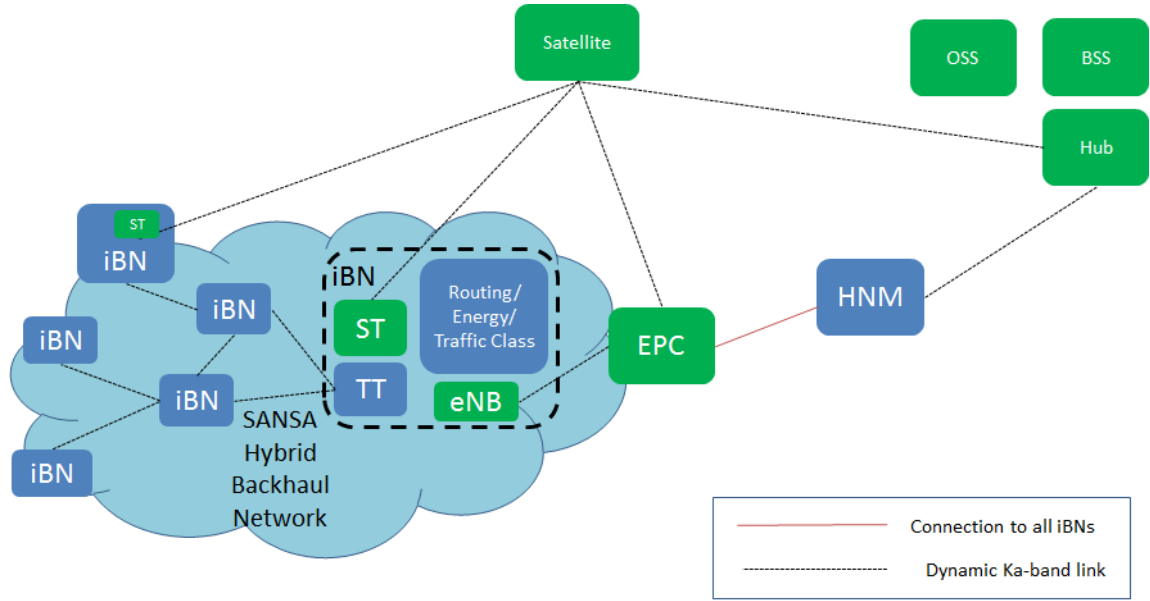 Satellite
OSS
BSS
Hub
ST
iBN
iBN
iBN
iBN
iBN
iBN
ST
TT
Routing/
Energy/
Traffic Class
eNB
EPC
HNM
SANSA
Hybrid
Backhaul
Network
Connection to all iBNs
Dynamic Ka-band link